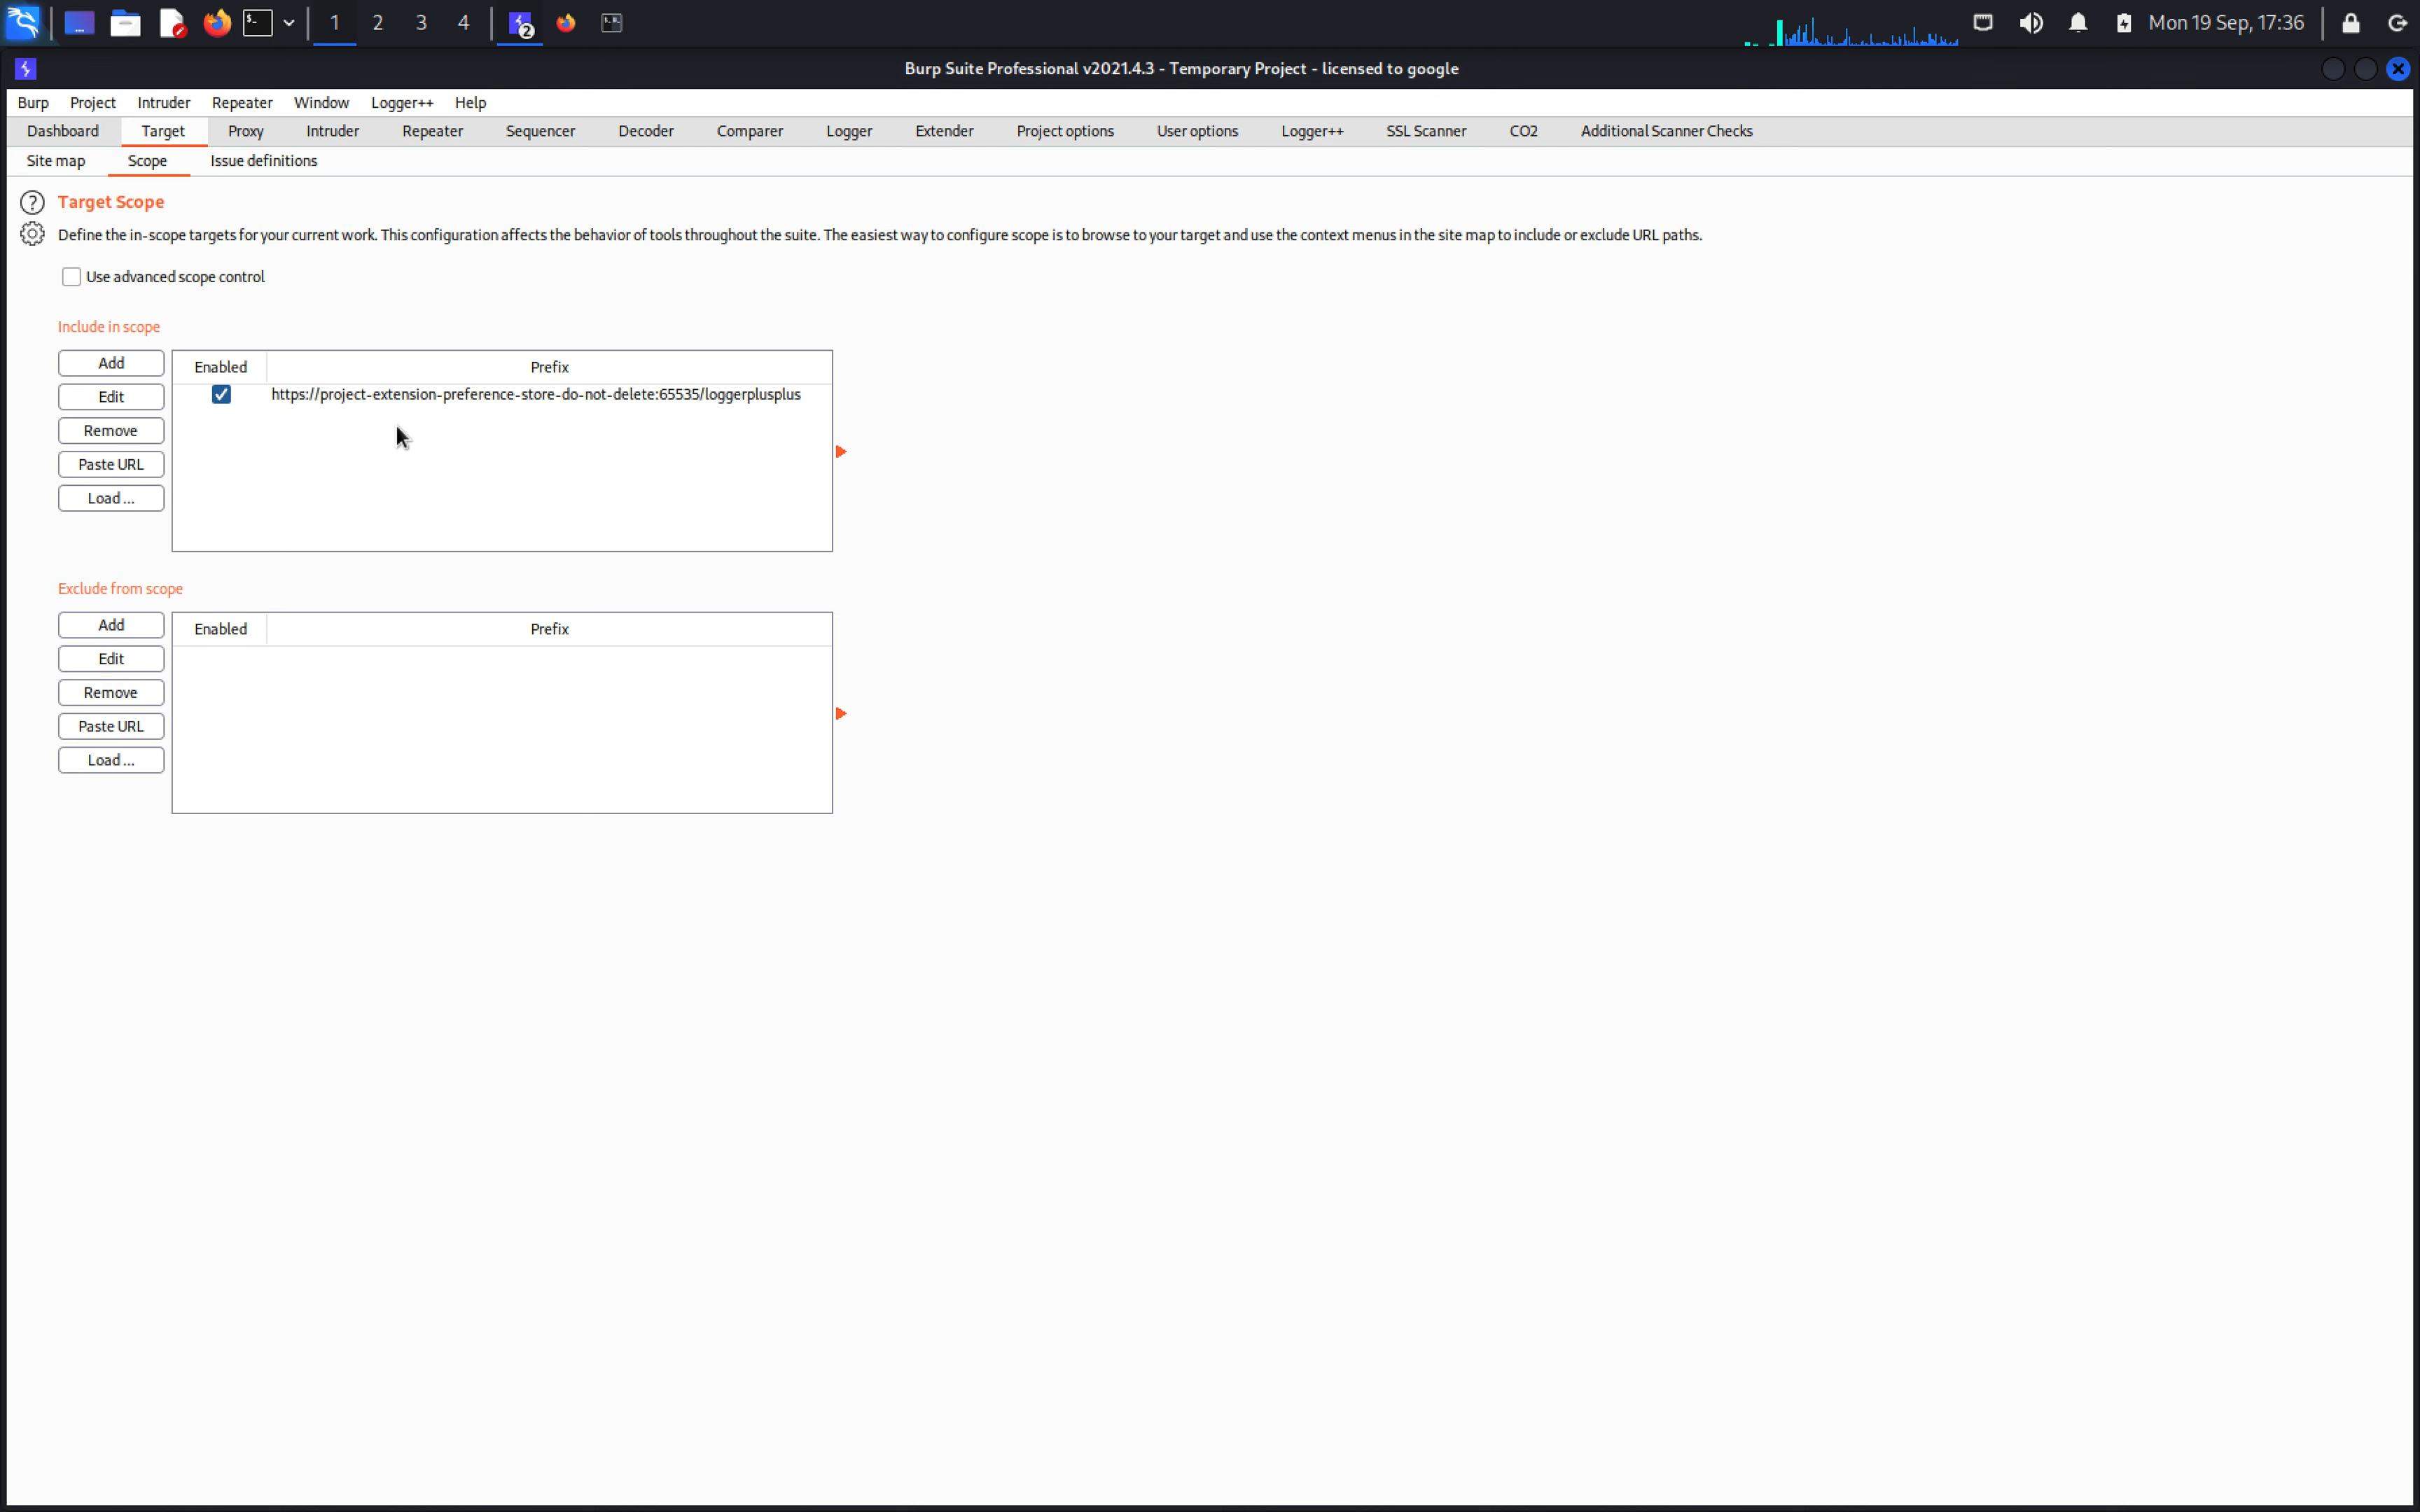 1 2 3 4 2 Mon 19 Sep, 17:36
Burp Suite Professional v2021.4.3 - Temporary Project - licensed to google
Burp Project Intruder Repeater Window Logger++ Help
Dashboard Target Proxy Intruder Repeater Sequencer Decoder Comparer Logger Extender Project options User options Logger++ SSL Scanner CO2 Additional Scanner Checks
Site map Scope Issue definitions
? Target Scope
Define the in-scope targets for your current work. This configuration affects the behavior of tools throughout the suite. The easiest way to configure scope is to browse to your target and use the context menus in the site map to include or exclude URL paths.
Use advanced scope control
Include in scope
Add
Enabled Prefix
Edit
https://project-extension-preference-store-do-not-delete:65535/loggerplusplus
Remove
Paste URL
Load ...
Exclude from scope
Add
Enabled Prefix
Edit
Remove
Paste URL
Load ...